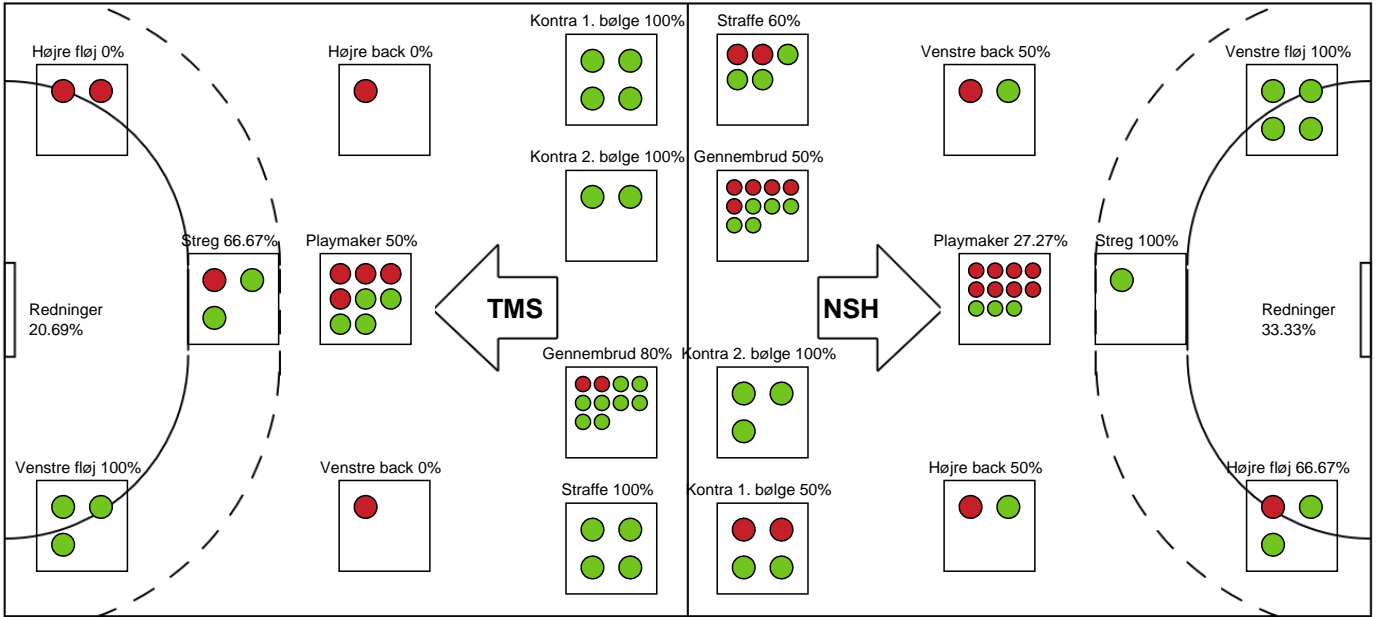 Kontra 1. bølge 100%
Straffe 60%
Højre fløj 0%
Højre back 0%
Venstre back 50%
Venstre fløj 100%
Kontra 2. bølge 100%
Gennembrud 50%
Streg 66.67%
Playmaker 50%
Playmaker 27.27%
Streg 100%
Redninger
20.69%
TMS
NSH
Redninger
33.33%
Gennembrud 80%
Kontra 2. bølge 100%
Venstre fløj 100%
Venstre back 0%
Højre back 50%
Højre fløj 66.67%
Straffe 100%
Kontra 1. bølge 50%